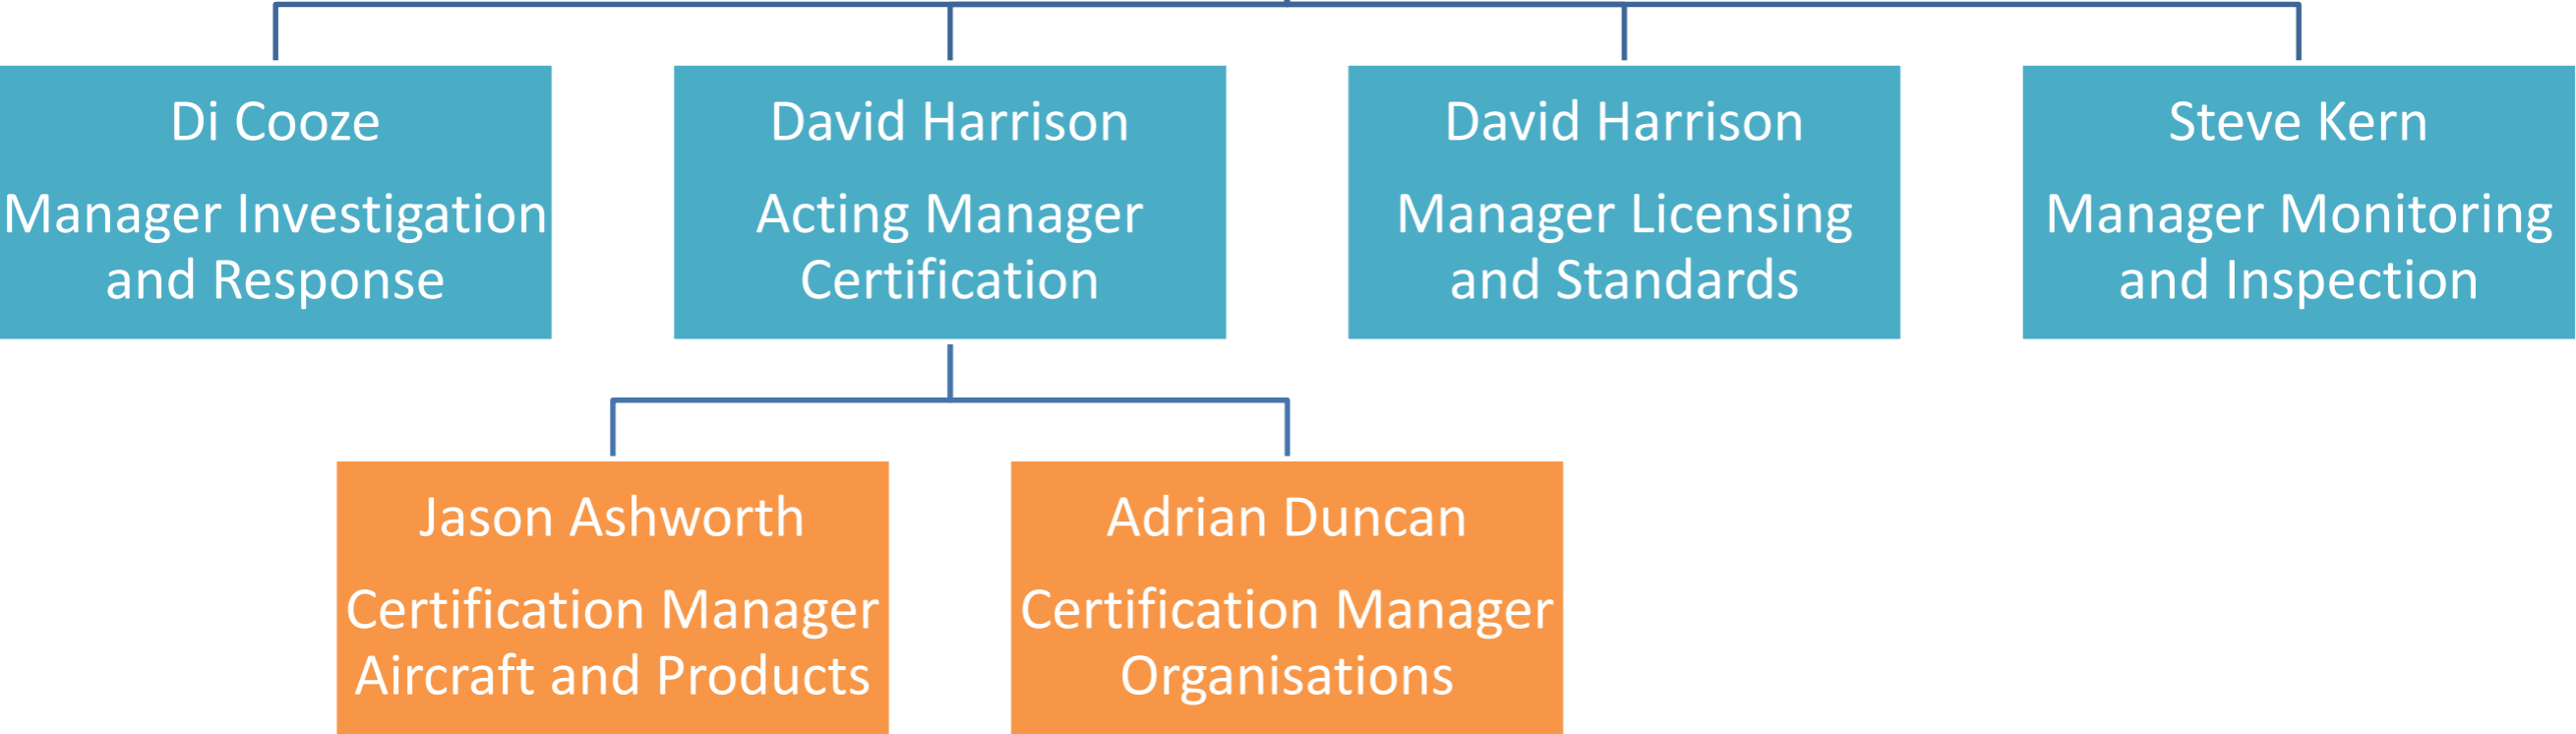 Di Cooze
Manager Investigation
and Response
David Harrison
Acting Manager
Certification
David Harrison
Manager Licensing
and Standards
Steve Kern
Manager Monitoring
and Inspection
Jason Ashworth
Certification Manager
Aircraft and Products
Adrian Duncan
Certification Manager
Organisations